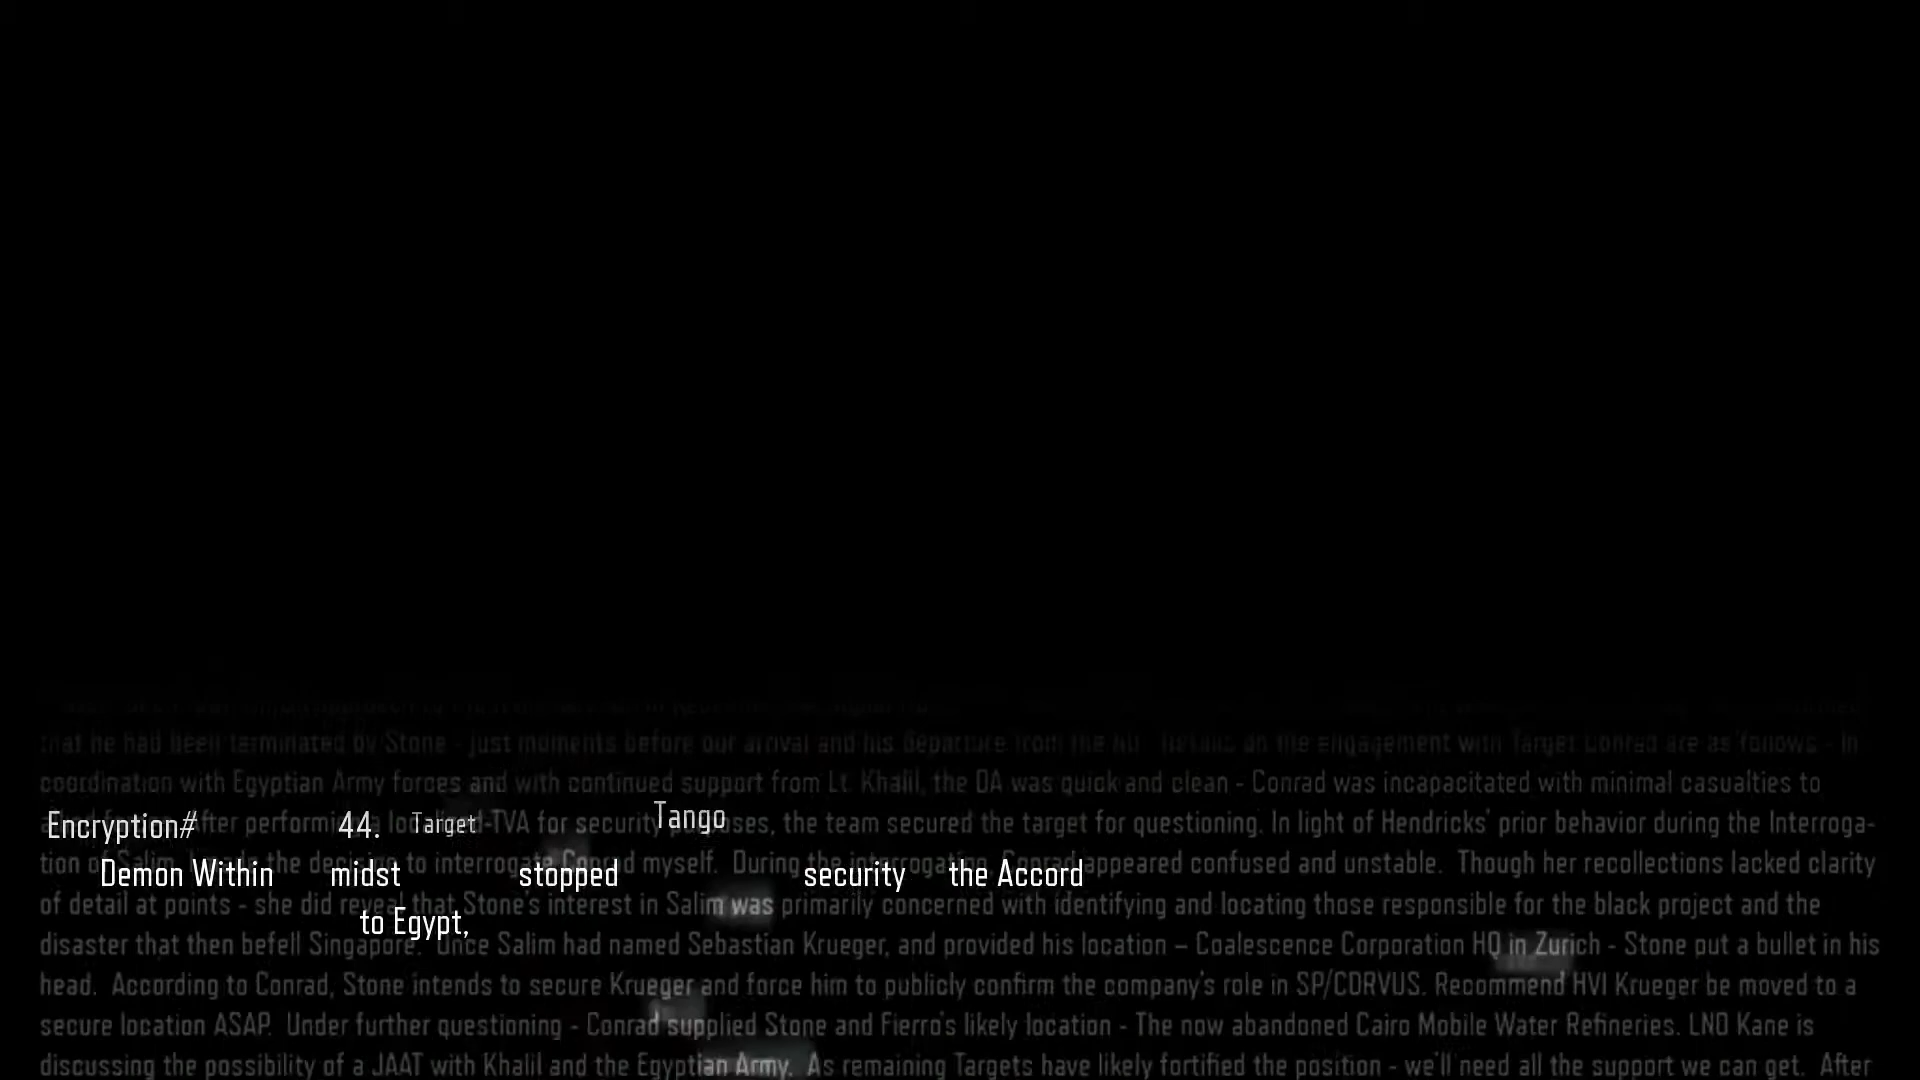 that he had been terminated by Stone - just moments before our arrival and his departure from the AO. Details on the engagement with Target Conrad are as follows - In
coordination with Egyptian Army forces and with continued support from Lt. Khalil, the OA was quick and clean - Conrad was incapacitated with minimal casualties to
After performing TVA for security the team secured the target for questioning. In light of Hendricks' prior behavior during the Interroga-
Encryption# 44. Target Tango
tion of Salim, the to interrogate Conrad myself. During the interrogation Conrad appeared confused and unstable. Though her recollections lacked clarity
Demon Within midst stopped security the Accord
of detail at points - she did reveal that Stone's interest in Salim was primarily concerned with identifying and locating those responsible for the black project and the
to Egypt,
disaster that then befell Singapore. Once Salim had named Sebastian Krueger, and provided his location – Coalescence Corporation HQ in Zurich - Stone put a bullet in his
head. According to Conrad, Stone intends to secure Krueger and force him to publicly confirm the company's role in SP/CORVUS. Recommend HVI Krueger be moved to a
secure location ASAP. Under further questioning - Conrad supplied Stone and Fierro's likely location - The now abandoned Cairo Mobile Water Refineries. LNO Kane is
discussing the possibility of a JAAT with Khalil and the Egyptian Army. As remaining Targets have likely fortified the position - we'll need all the support we can get. After